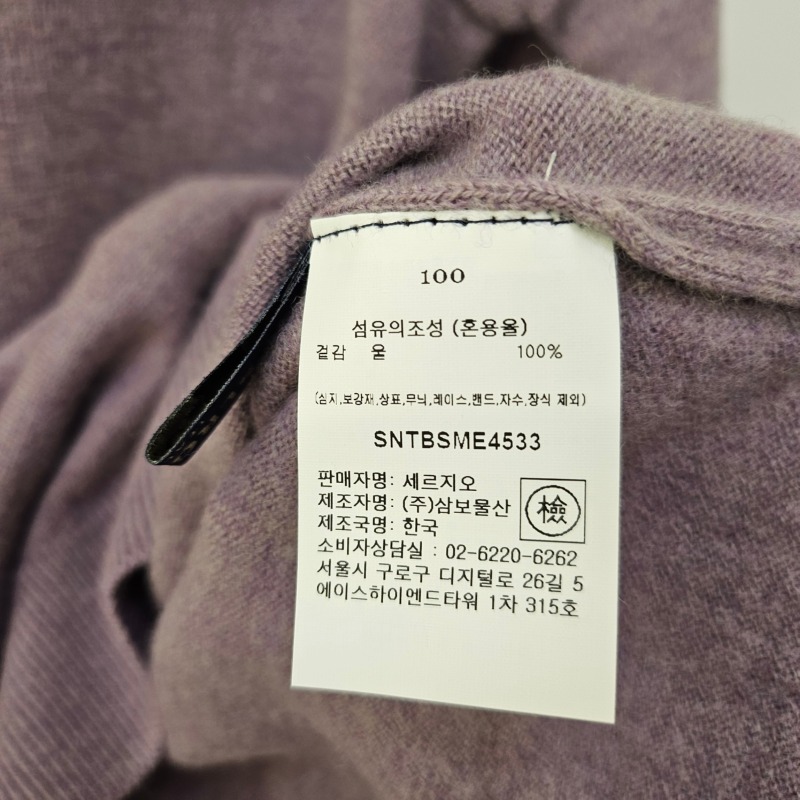 100
섬유의조성 (혼용율)
겉감 울 100%
(심지,보강재,상표,무늬,레이스,밴드,자수,장식 제외)
SNTBSME4533
판매자명: 세르지오
제조자명: (주)삼보물산
제조국명: 한국
檢
소비자상담실 : 02-6220-6262
서울시 구로구 디지털로 26길 5
에이스하이엔드타워 1차 315호